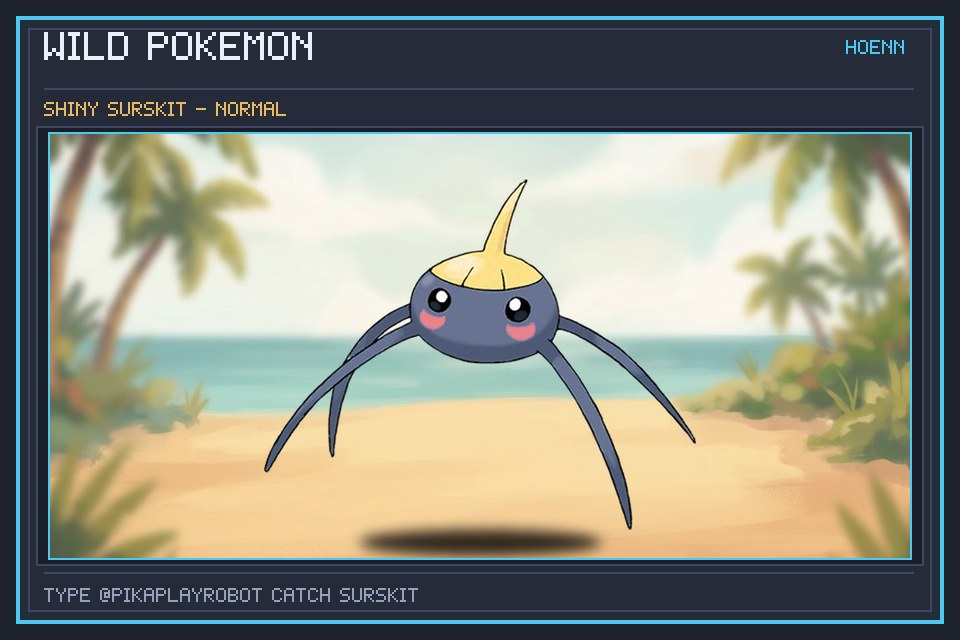 WILD POKEMON
HOENN
SHINY SURSKIT - NORMAL
TYPE @PIKAPLAYROBOT CATCH SURSKIT